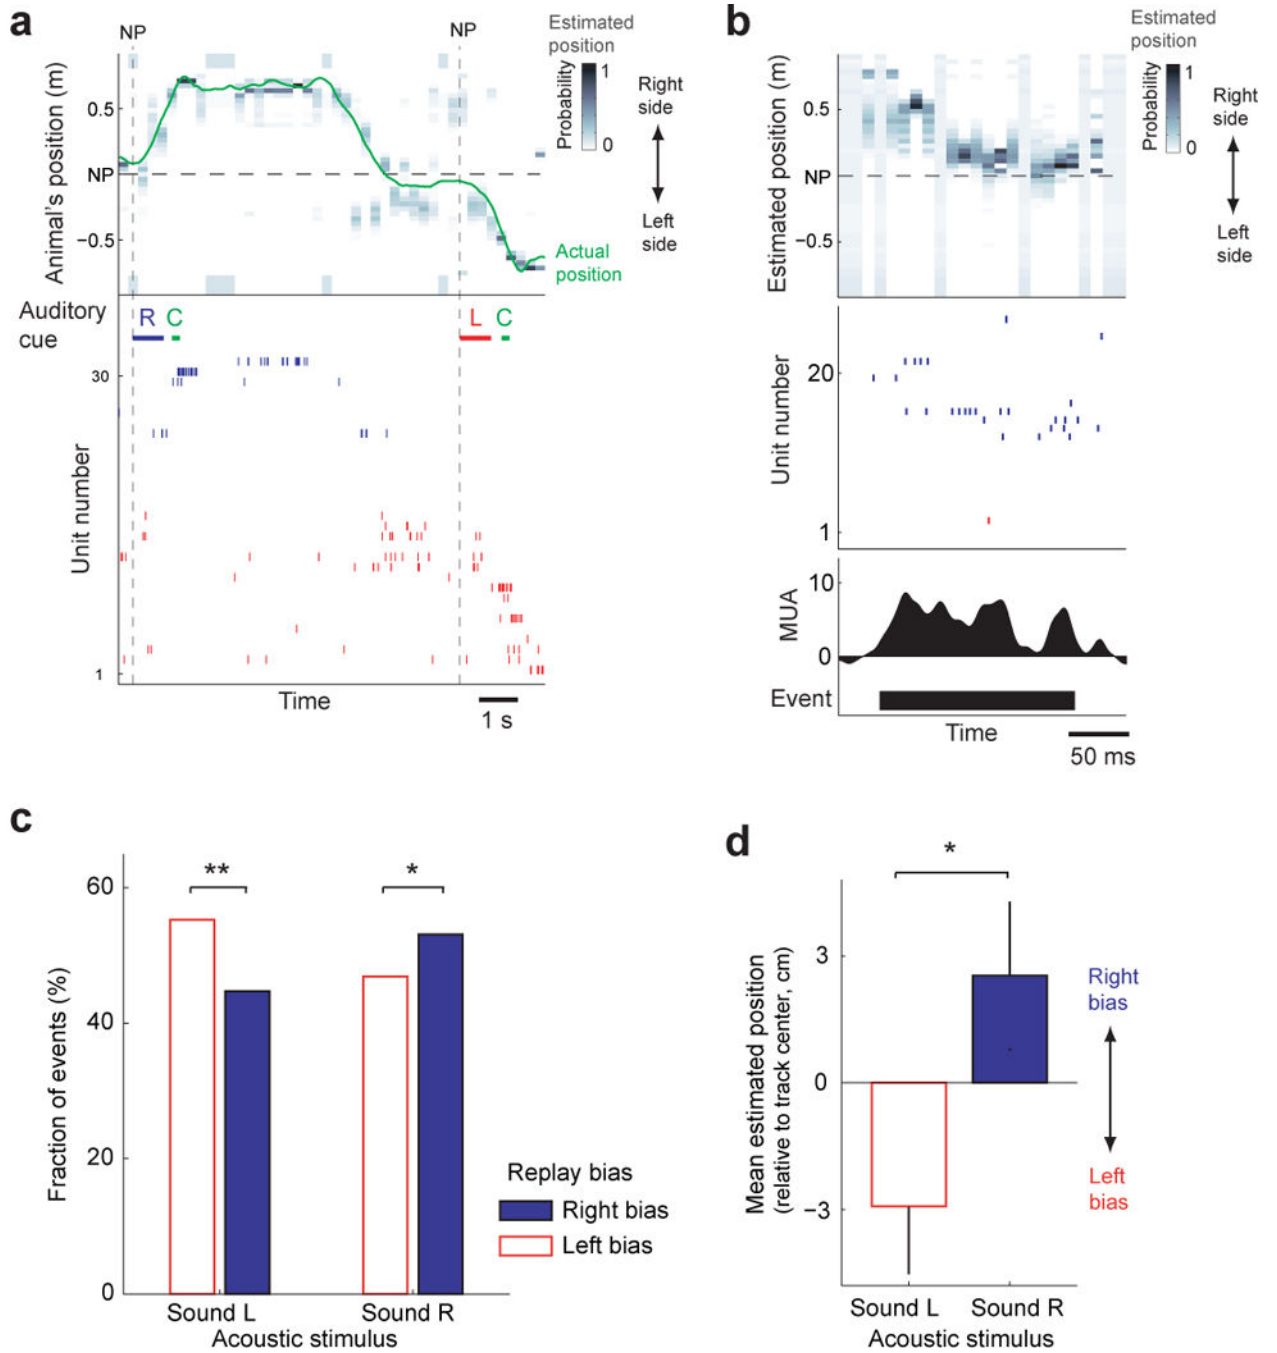 a
NP
NP
Estimated
position
Probability
1
0
Right
side
Left
side
Animal's position (m)
0.5
NP
−0.5
Actual
position
Auditory
cue
R
C
L
C
Unit number
30
1
Time
1 s
b
Estimated
position
Probability
1
0
Right
side
Left
side
Estimated position (m)
0.5
NP
−0.5
Unit number
20
1
MUA
10
0
Event
Time
50 ms
c
**
*
Fraction of events (%)
60
40
20
0
Replay bias
Right bias
Left bias
Sound L
Sound R
Acoustic stimulus
d
*
Mean estimated position
(relative to track center, cm)
3
0
−3
Right
bias
Left
bias
Sound L
Sound R
Acoustic stimulus